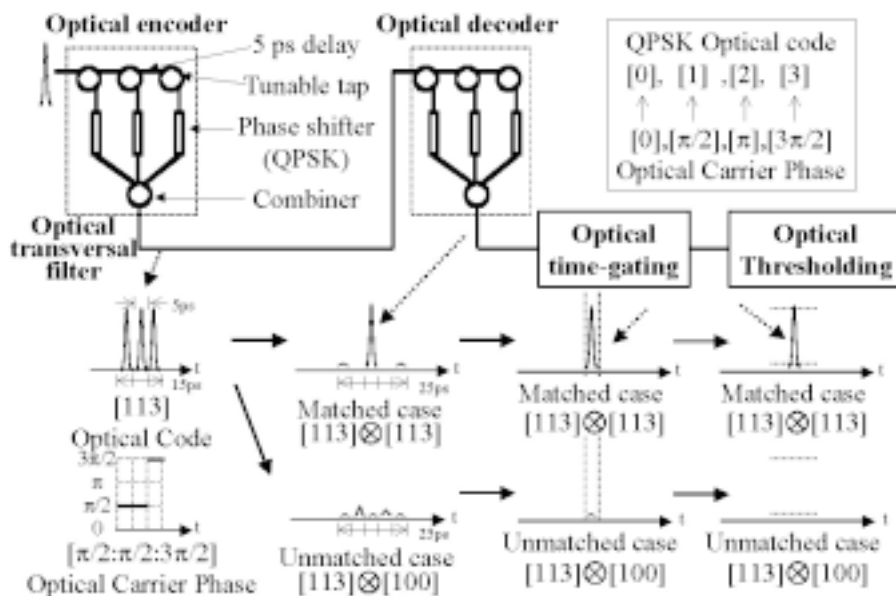 Optical encoder
Optical decoder
5 ps delay
Tunable tap
Phase shifter
(QPSK)
Combiner
QPSK Optical code
[0], [1] ,[2], [3]
[0],[π/2],[π],[3π/2]
Optical Carrier Phase
Optical
transversal
filter
Optical
time-gating
Optical
Thresholding
5ps
t
15ps
[113]
Optical Code
t
25ps
Matched case
[113]⊗[113]
t
Matched case
[113]⊗[113]
t
Matched case
[113]⊗[113]
3π/2
π
π/2
0
t
[π/2:π/2:3π/2]
Optical Carrier Phase
t
25ps
Unmatched case
[113]⊗[100]
t
Unmatched case
[113]⊗[100]
t
Unmatched case
[113]⊗[100]